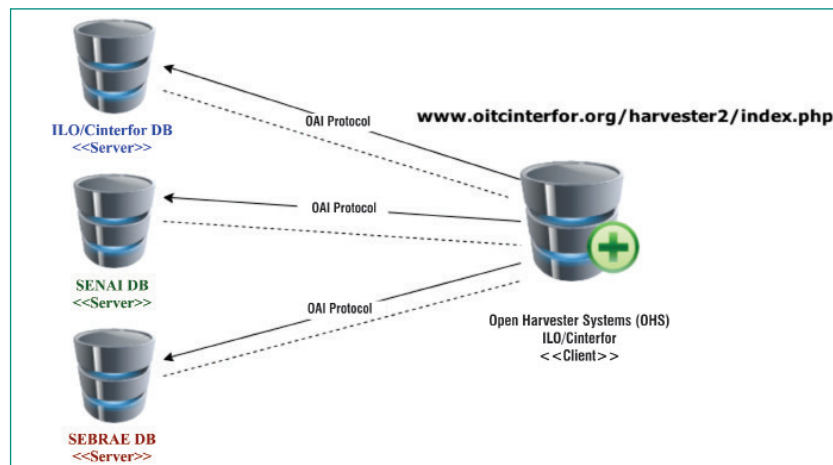 ILO/Cinterfor DB
<<Server>>
OAI Protocol
www.oitcinterfor.org/harvester2/index.php
SENAI DB
<<Server>>
OAI Protocol
SEBRAE DB
<<Server>>
OAI Protocol
Open Harvester Systems (OHS)
ILO/Cinterfor
<<Client>>